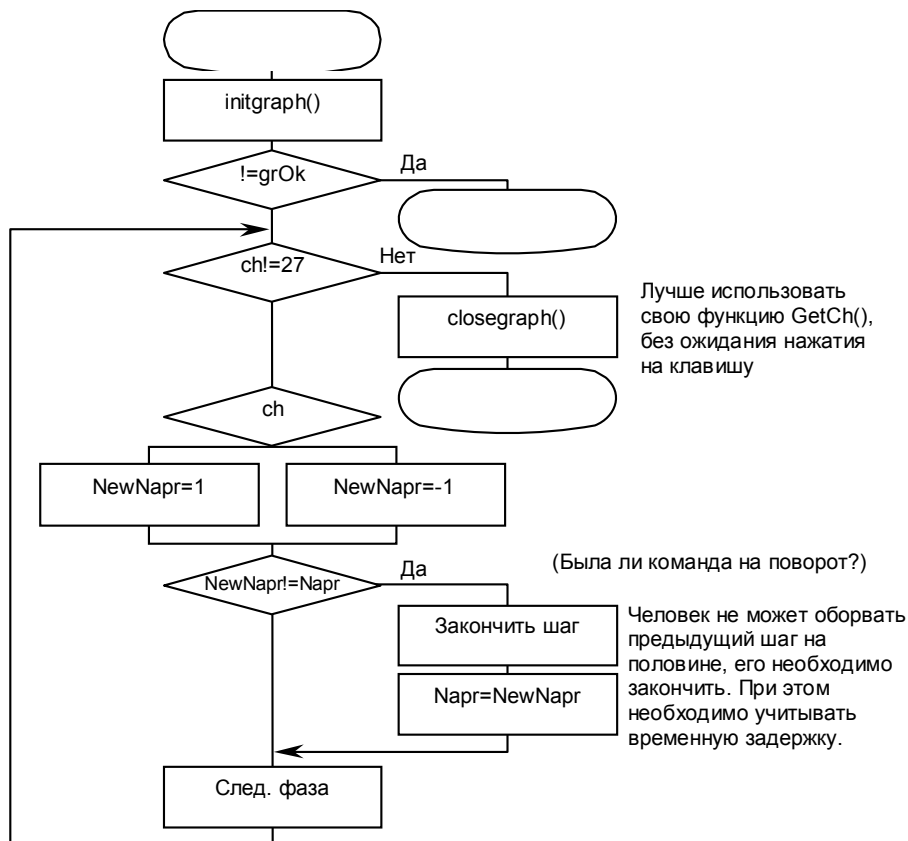 initgraph()
!=grOk
Да
ch!=27
Нет
closegraph()
Лучше использовать
свою функцию GetCh(),
без ожидания нажатия
на клавишу
ch
NewNapr=1
NewNapr=-1
NewNapr!=Napr
Да
(Была ли команда на поворот?)
Закончить шаг
Napr=NewNapr
Человек не может оборвать
предыдущий шаг на
половине, его необходимо
закончить. При этом
необходимо учитывать
временную задержку.
След. фаза